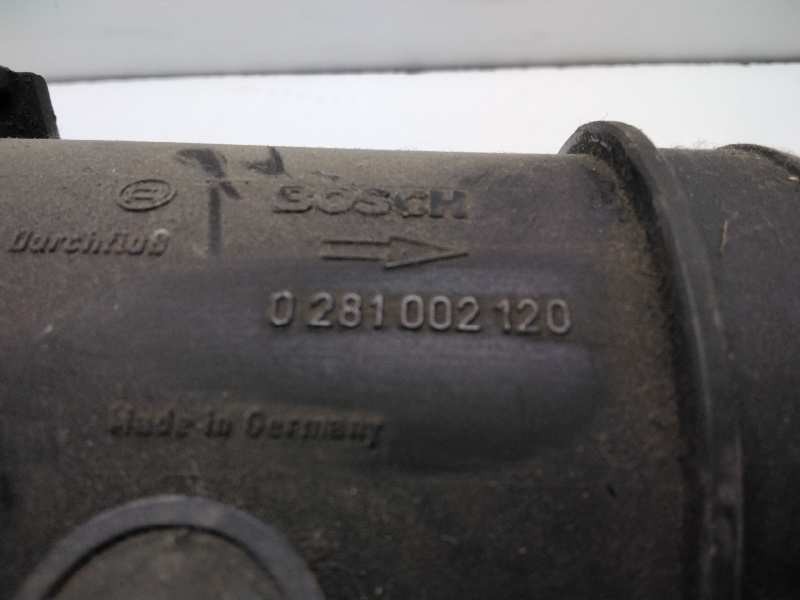 BOSCH
Durchfluß
0 281 002 120
Made in Germany